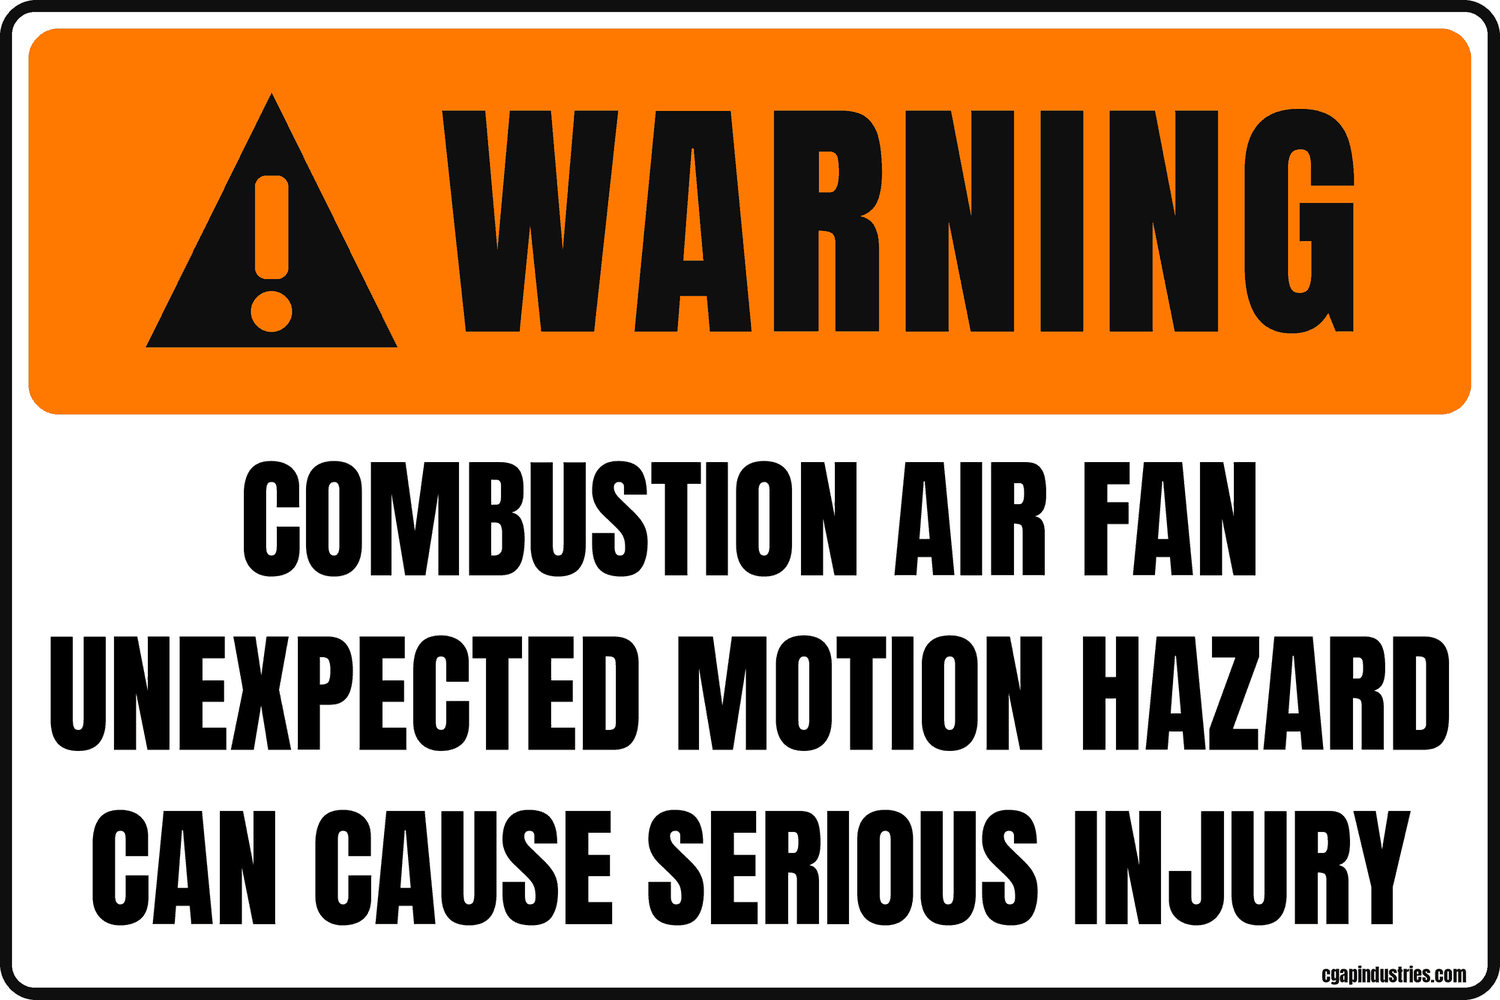 WARNING
COMBUSTION AIR FAN
UNEXPECTED MOTION HAZARD
CAN CAUSE SERIOUS INJURY
cgapindustries.com